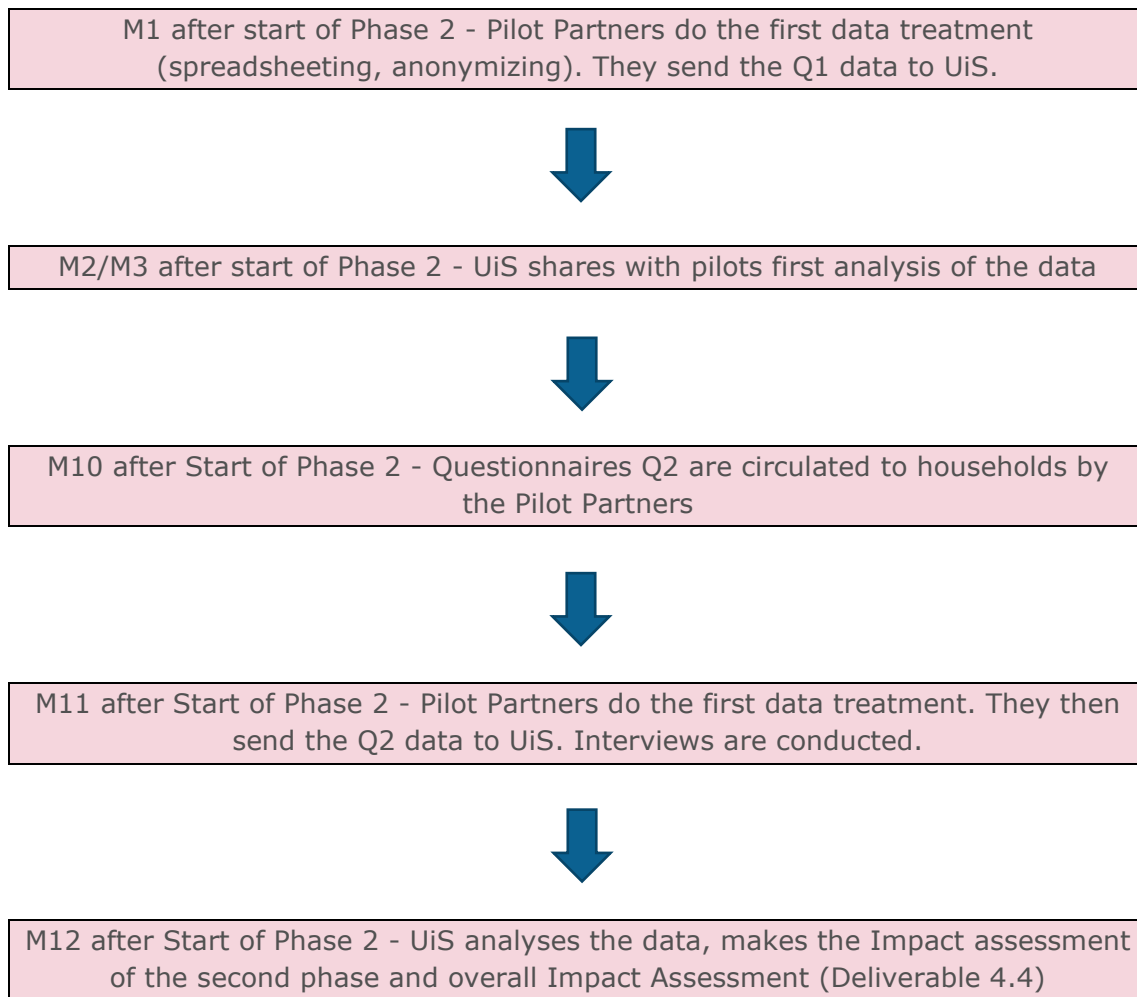 M1 after start of Phase 2 - Pilot Partners do the first data treatment
(spreadsheeting, anonymizing). They send the Q1 data to UiS.
M2/M3 after start of Phase 2 - UiS shares with pilots first analysis of the data
M10 after Start of Phase 2 - Questionnaires Q2 are circulated to households by
the Pilot Partners
M11 after Start of Phase 2 - Pilot Partners do the first data treatment. They then
send the Q2 data to UiS. Interviews are conducted.
M12 after Start of Phase 2 - UiS analyses the data, makes the Impact assessment
of the second phase and overall Impact Assessment (Deliverable 4.4)